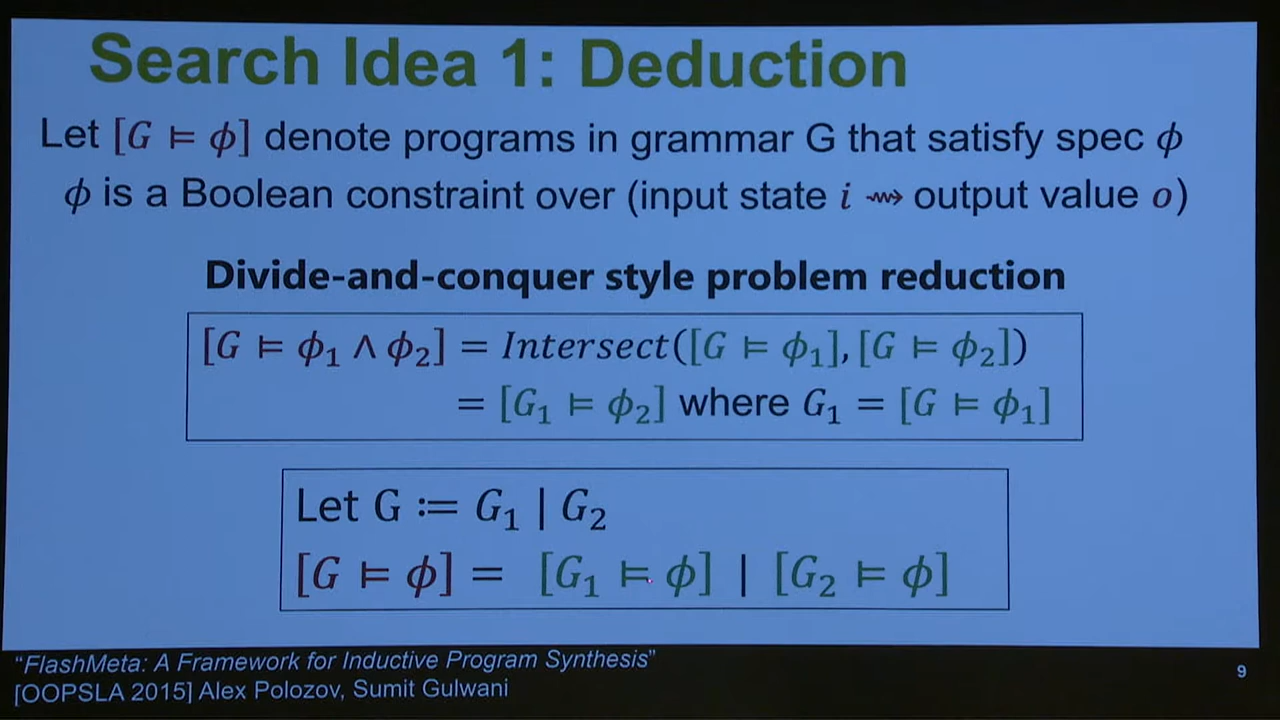 Search Idea 1: Deduction
Let [G ⊨ ϕ] denote programs in grammar G that satisfy spec ϕ
ϕ is a Boolean constraint over (input state i ⇝ output value o)
Divide-and-conquer style problem reduction
[G ⊨ ϕ₁ ∧ ϕ₂] = Intersect([G ⊨ ϕ₁], [G ⊨ ϕ₂])
= [G₁ ⊨ ϕ₂] where G₁ = [G ⊨ ϕ₁]
Let G ≔ G₁ | G₂
[G ⊨ ϕ] = [G₁ ⊨ ϕ] | [G₂ ⊨ ϕ]
"FlashMeta: A Framework for Inductive Program Synthesis"
[OOPSLA 2015] Alex Polozov, Sumit Gulwani
9